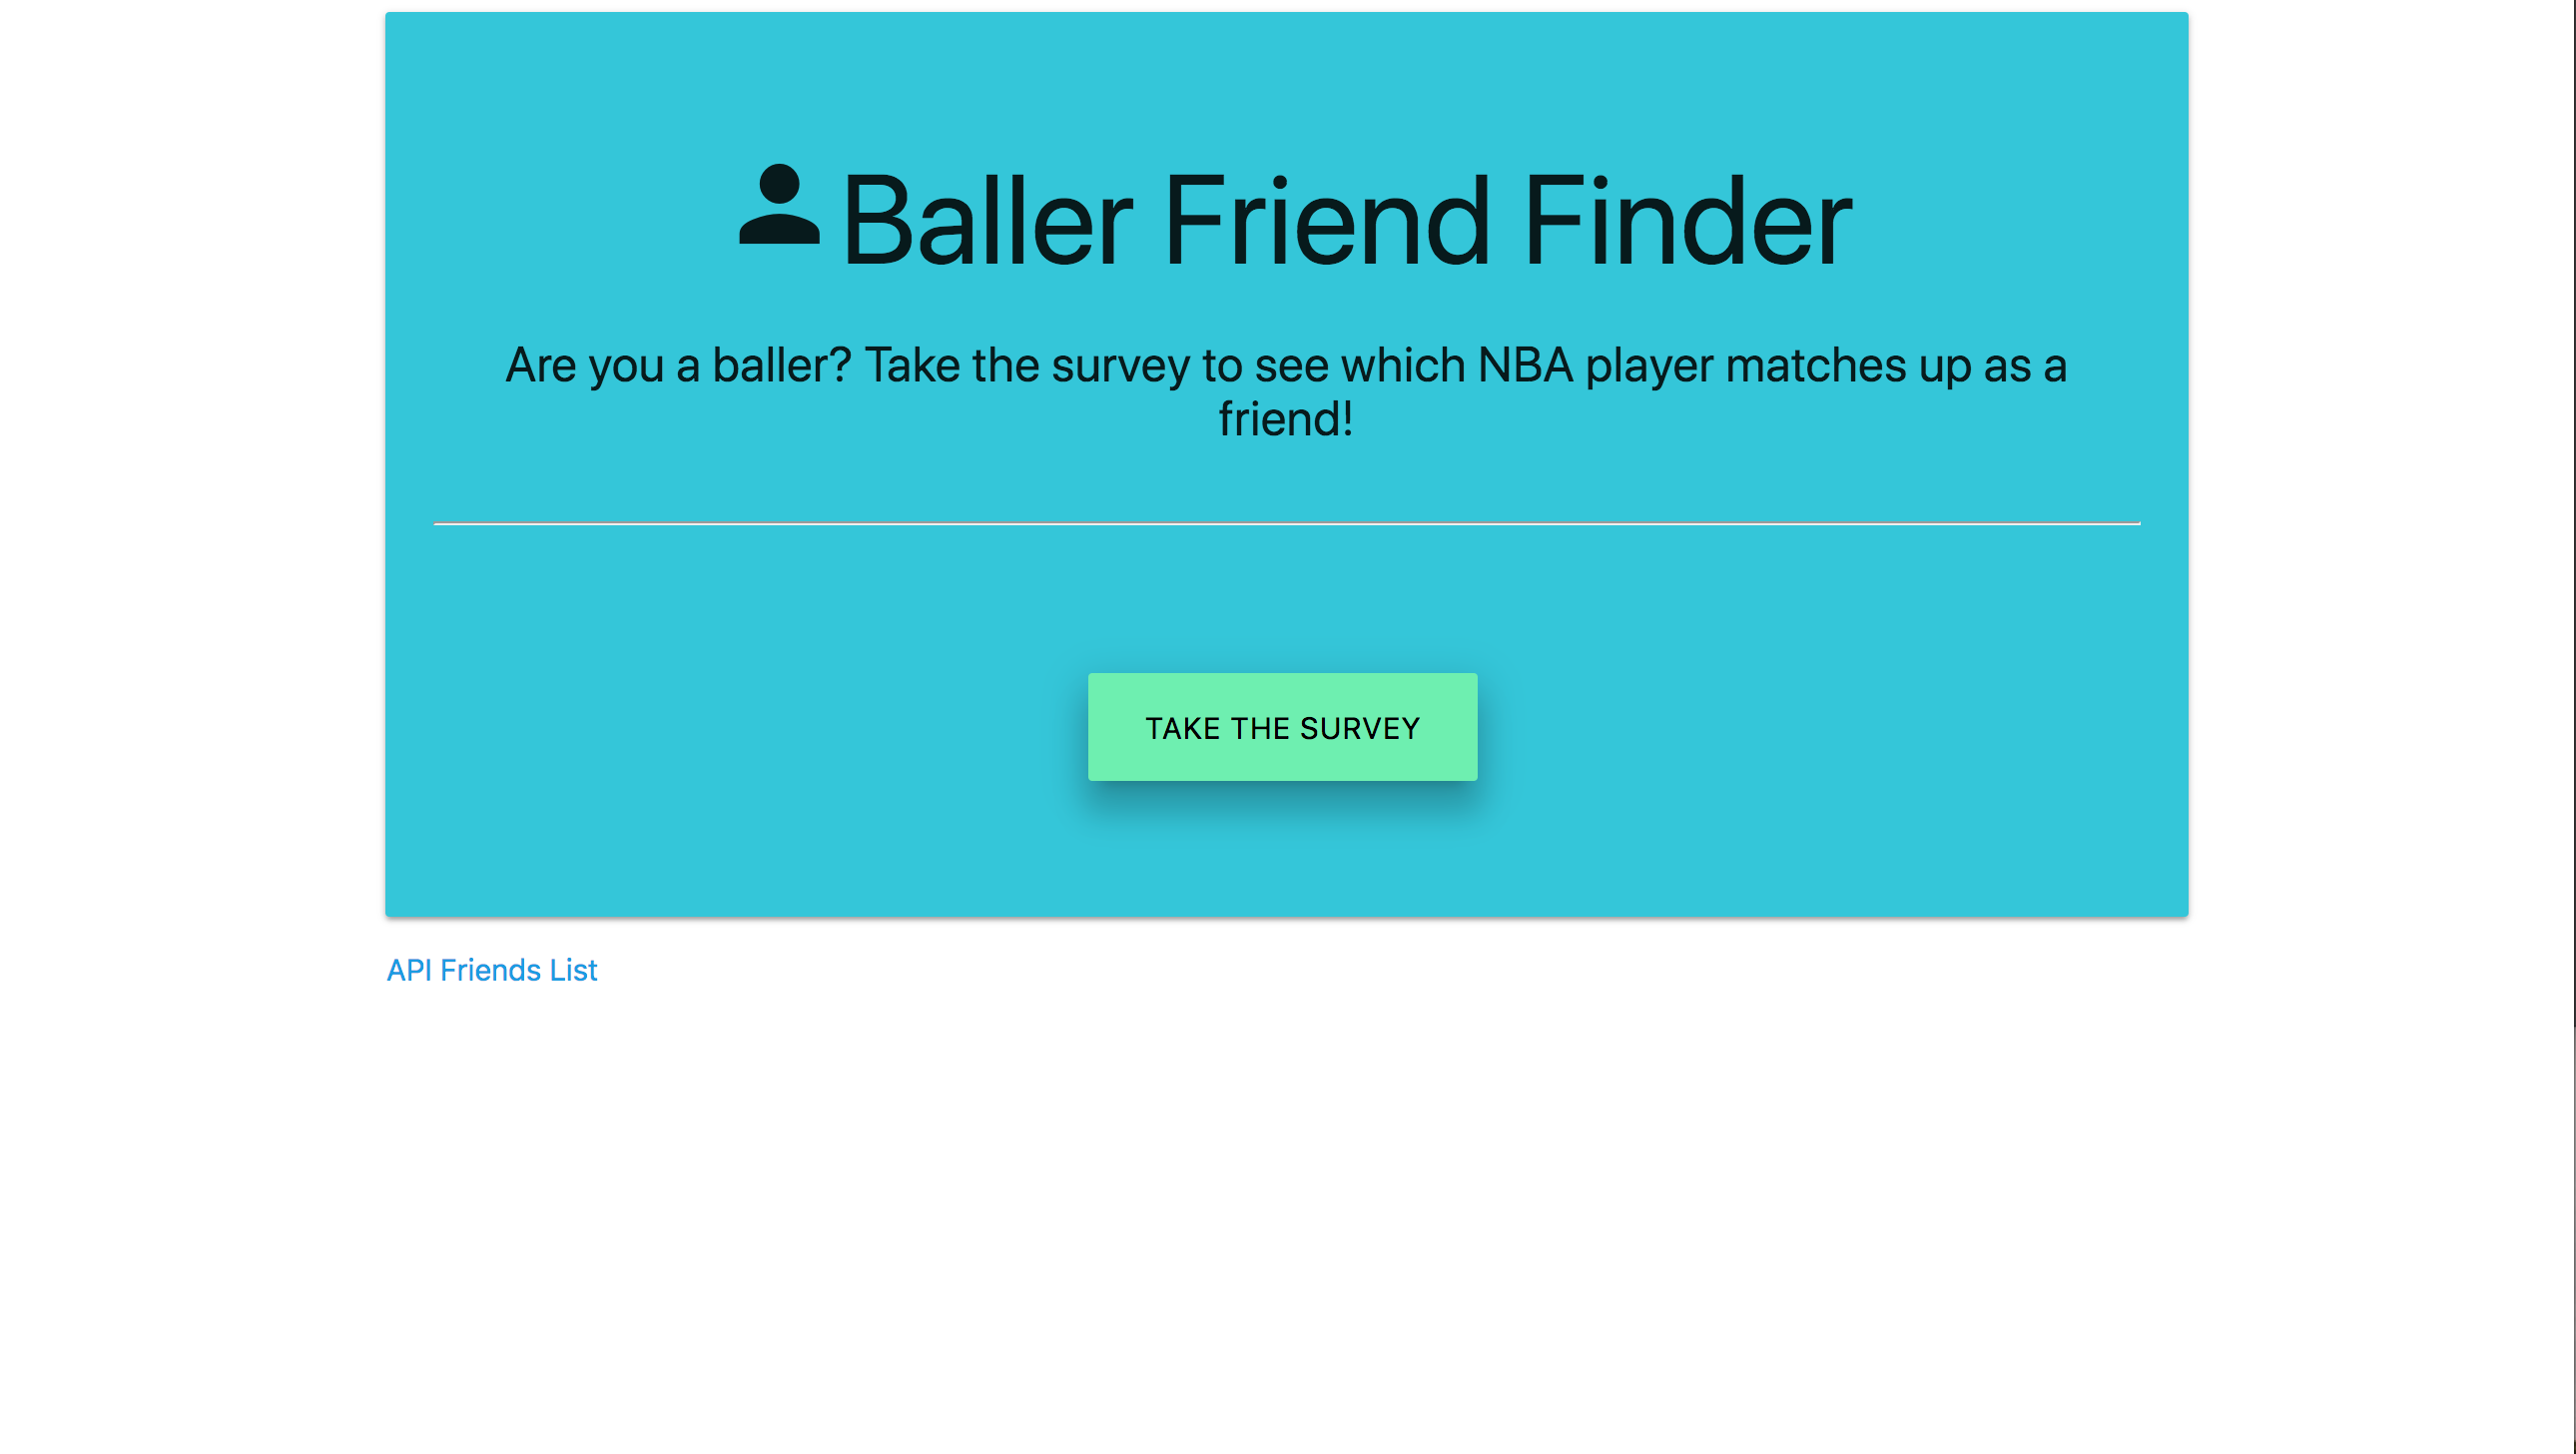 Baller Friend Finder
Are you a baller? Take the survey to see which NBA player matches up as a
friend!
TAKE THE SURVEY
API Friends List